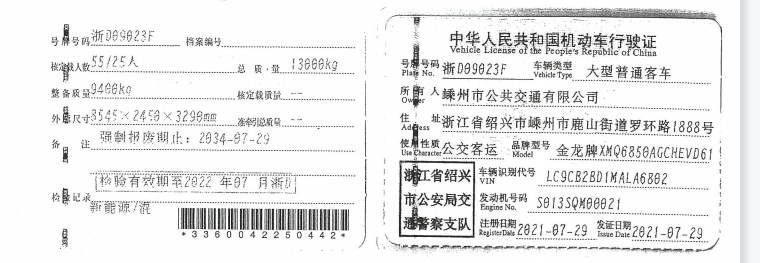 号牌号码 浙D09023F 档案编号
核定载人数 55/25人 总质量 13000kg
整备质量 9400kg 核定载质量 --
外廓尺寸 8545×2450×3290mm 准牵引总质量 --
备注 强制报废期止：2034-07-29
检验有效期至2022年07月浙D
检验记录
新能源/混
*3360042250442*
中华人民共和国机动车行驶证
Vehicle License of the People's Republic of China
号牌号码 浙D09023F 车辆类型 大型普通客车
Plate No. Vehicle Type
所有人 嵊州市公共交通有限公司
Owner
住址 浙江省绍兴市嵊州市鹿山街道罗环路1888号
Address
使用性质 公交客运 品牌型号 金龙牌XMQ6850AGCHEVD61
Use Character Model
浙江省绍兴市公安局交通警察支队
车辆识别代号 LC9CB2BD1MALA6802
VIN
发动机号码 S013SQM00021
Engine No.
注册日期 2021-07-29 发证日期 2021-07-29
Register Date Issue Date